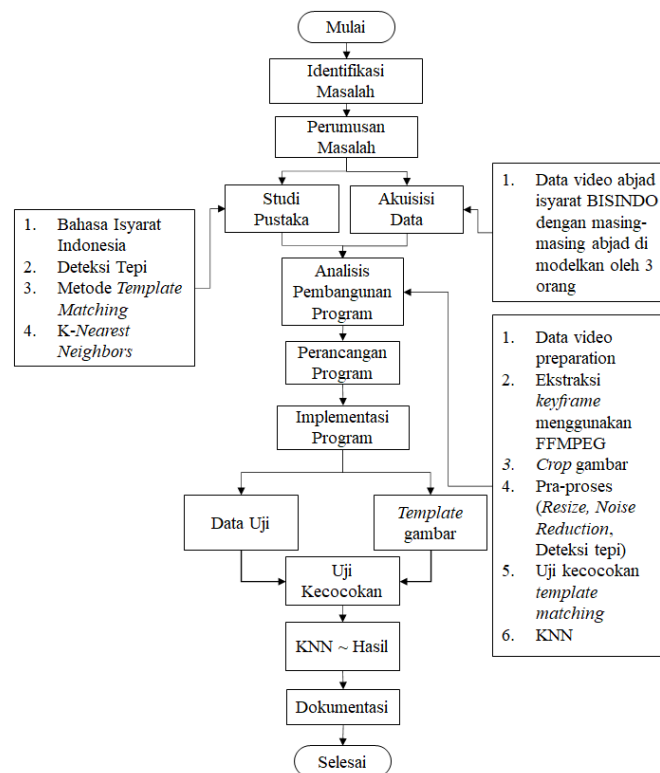 Mulai
Identifikasi
Masalah
Perumusan
Masalah
Studi
Pustaka
Akuisisi
Data
1. Data video abjad
isyarat BISINDO
dengan masing-
masing abjad di
modelkan oleh 3
orang
1. Bahasa Isyarat
Indonesia
2. Deteksi Tepi
3. Metode Template
Matching
4. K-Nearest
Neighbors
Analisis
Pembangunan
Program
1. Data video
preparation
2. Ekstraksi
keyframe
menggunakan
FFMPEG
3. Crop gambar
4. Pra-proses
(Resize, Noise
Reduction,
Deteksi tepi)
5. Uji kecocokan
template
matching
6. KNN
Perancangan
Program
Implementasi
Program
Data Uji
Template
gambar
Uji
Kecocokan
KNN ~ Hasil
Dokumentasi
Selesai